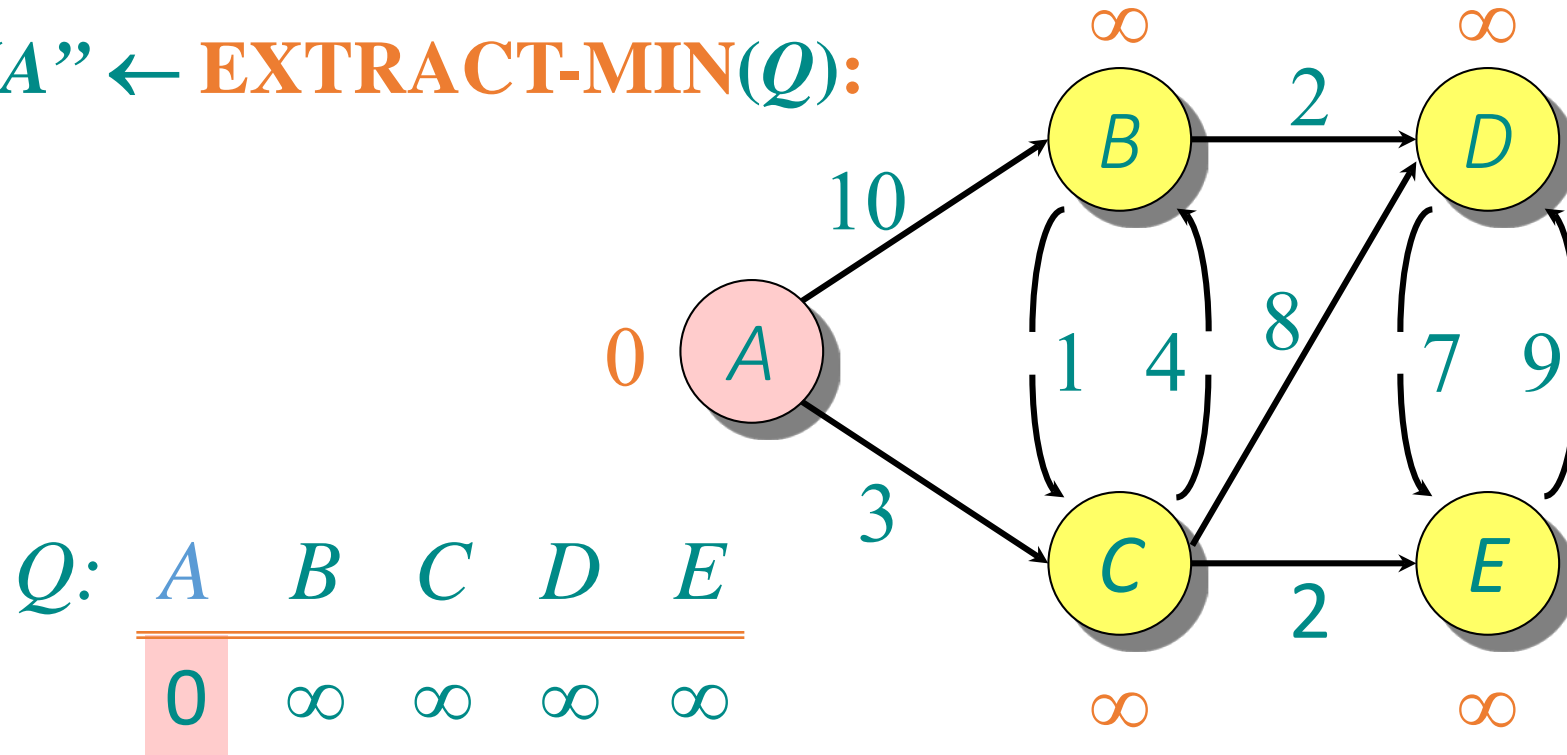 A” ← EXTRACT-MIN(Q):
∞ ∞
B 2 D
10
0 A 1 4 8 7 9
3
C 2 E
∞ ∞
Q: A B C D E
0 ∞ ∞ ∞ ∞